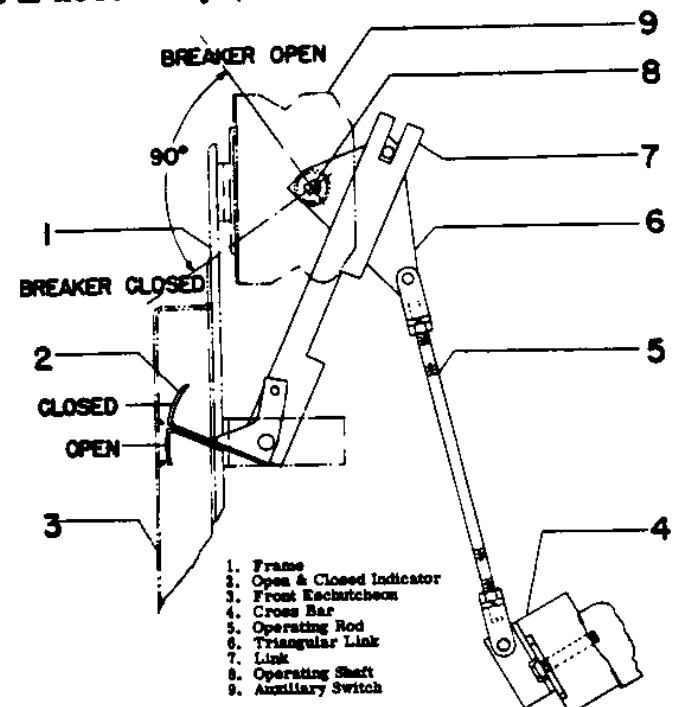 9
BREAKER OPEN
8
90°
7
1
6
BREAKER CLOSED
2
5
CLOSED
OPEN
3
4
1. Frame
2. Open & Closed Indicator
3. Front Eschutcheon
4. Cross Bar
5. Operating Rod
6. Triangular Link
7. Link
8. Operating Shaft
9. Auxiliary Switch